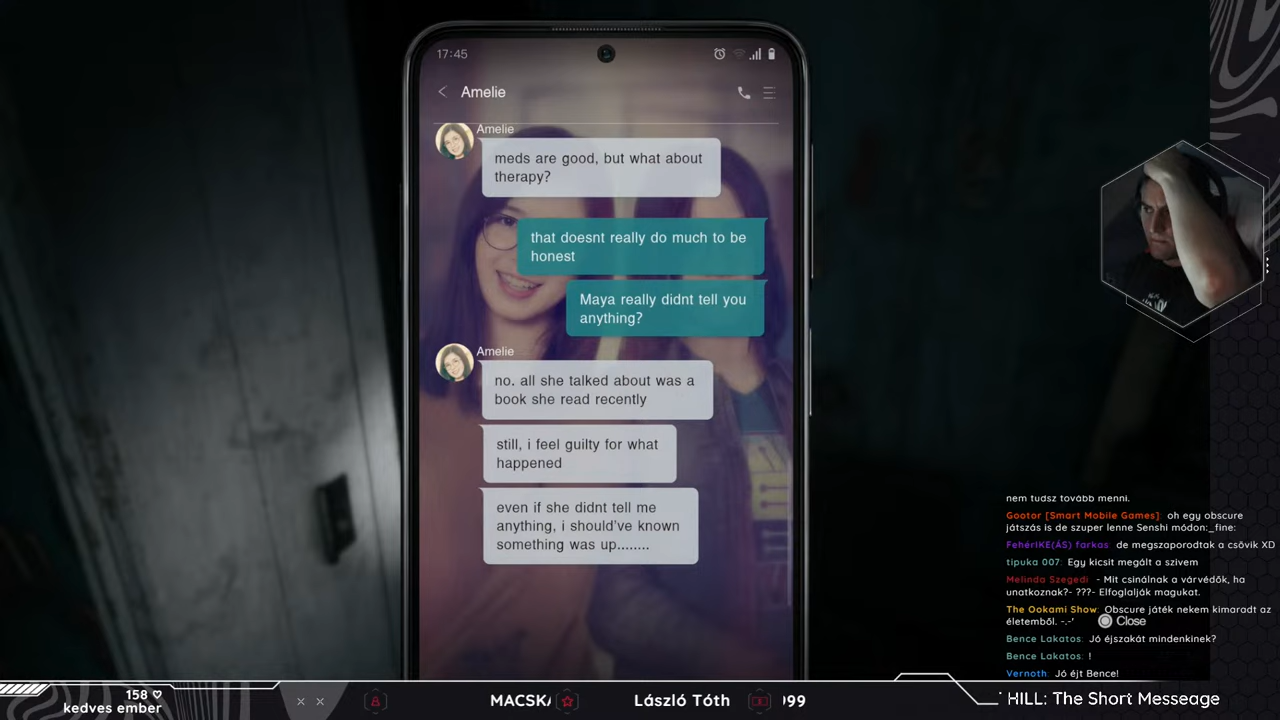 17:45
Amelie
Amelie
meds are good, but what about
therapy?
that doesnt really do much to be
honest
Maya really didnt tell you
anything?
Amelie
no. all she talked about was a
book she read recently
still, i feel guilty for what
happened
even if she didnt tell me
anything, i should've known
something was up........
nem tudsz tovább menni.
Gootor [Smart Mobile Games]: oh egy obscure
játszás is de szuper lenne Senshi módon:_fine:
FehérlKE(ÁS) farkas: de megszaporodtak a csövik XD
tipuka 007: Egy kicsit megált a szivem
Melinda Szegedi - Mit csinálnak a várvédők, ha
unatkoznak?- ???- Elfoglalják magukat.
The Ookami Show: Obscure játék nekem kimaradt az
életemből. -.-'
Close
Bence Lakatos: Jó éjszakát mindenkinek?
Bence Lakatos: !
Vernoth: Jó éjt Bence!
158
kedves ember
MACSK
László Tóth
999
HILL: The Short Messeage